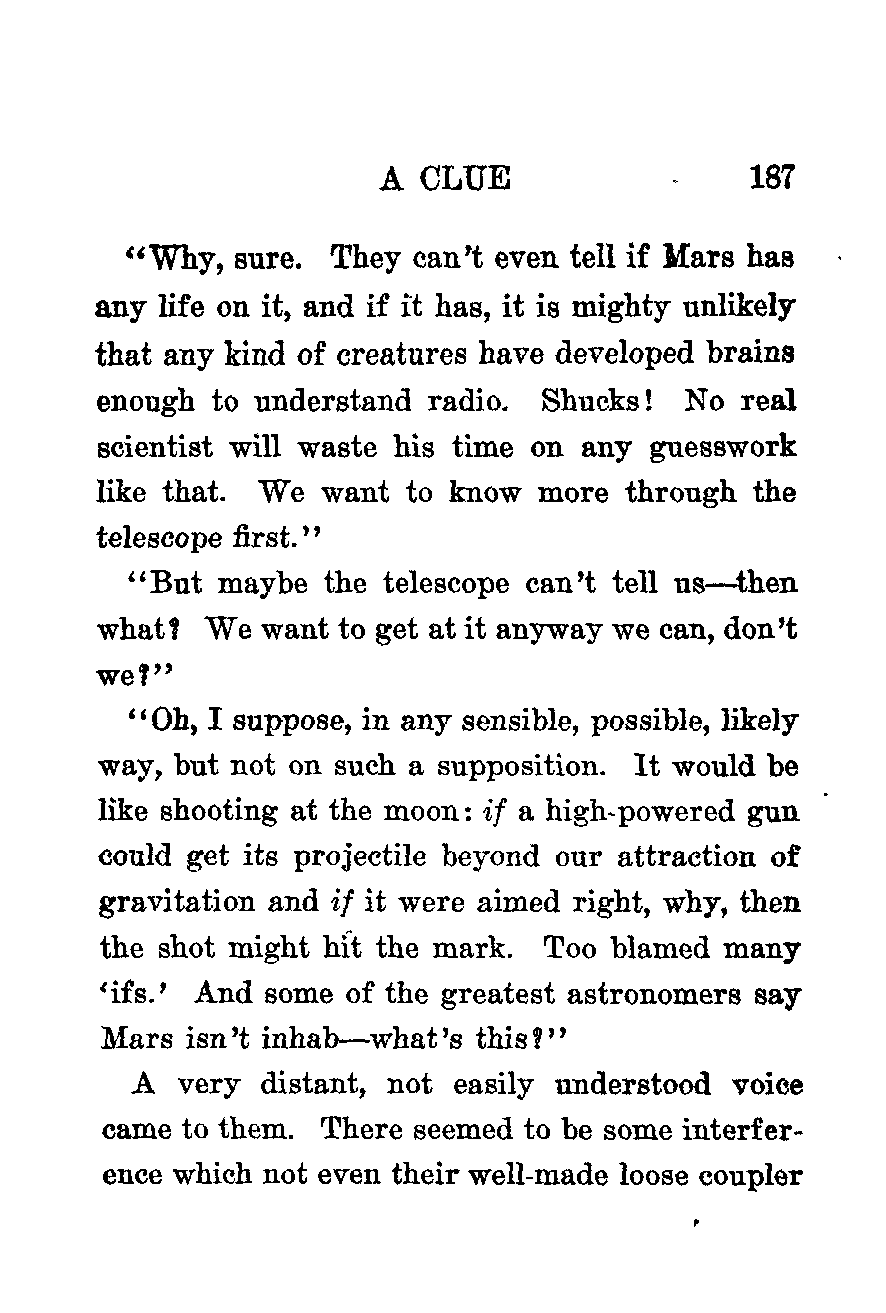 A CLUE 187
“Why, sure. They can’t even tell if Mars has
any life on it, and if it has, it is mighty unlikely
that any kind of creatures have developed brains
enough to understand radio. Shucks! No real
scientist will waste his time on any guesswork
like that. We want to know more through the
telescope first.”
“But maybe the telescope can’t tell us—then
what? We want to get at it anyway we can, don’t
we?”
“Oh, I suppose, in any sensible, possible, likely
way, but not on such a supposition. It would be
like shooting at the moon: if a high-powered gun
could get its projectile beyond our attraction of
gravitation and if it were aimed right, why, then
the shot might hit the mark. Too blamed many
‘ifs.’ And some of the greatest astronomers say
Mars isn’t inhab—what’s this?”
A very distant, not easily understood voice
came to them. There seemed to be some interfer-
ence which not even their well-made loose coupler